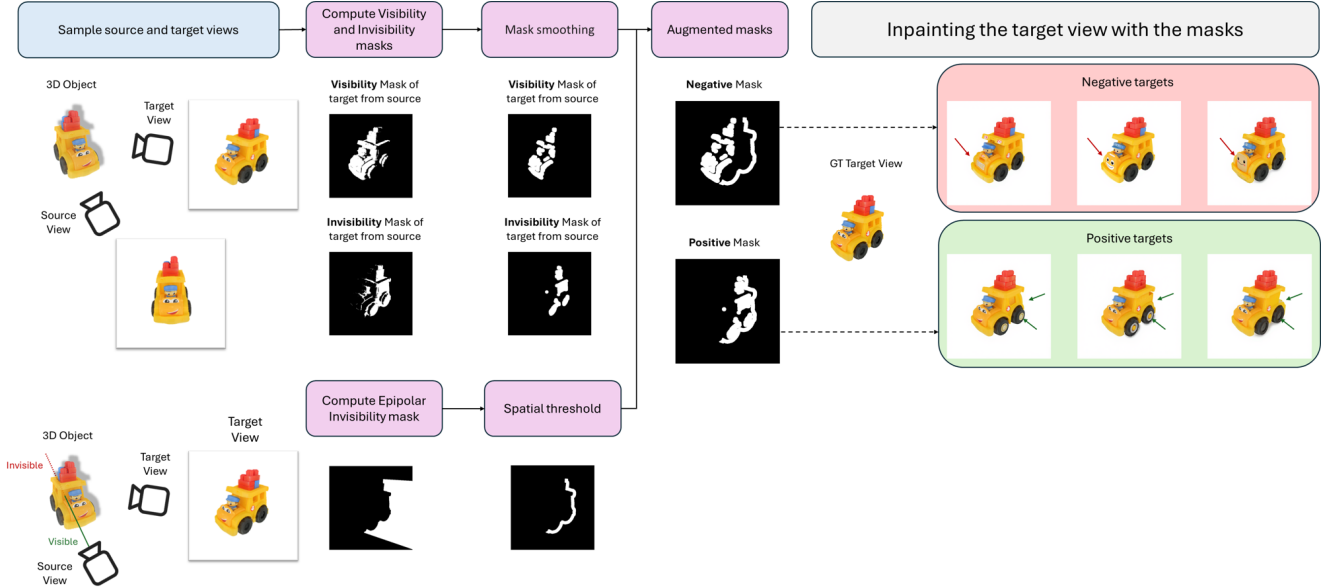 Sample source and target views
Compute Visibility
and Invisibility
masks
Mask smoothing
Augmented masks
Inpainting the target view with the masks
3D Object
Target
View
Source
View
Visibility Mask of
target from source
Visibility Mask of
target from source
Invisibility Mask of
target from source
Invisibility Mask of
target from source
Negative Mask
Positive Mask
GT Target View
Negative targets
Positive targets
Compute Epipolar
Invisibility mask
Spatial threshold
3D Object
Invisible
Visible
Source
View
Target
View
Target
View